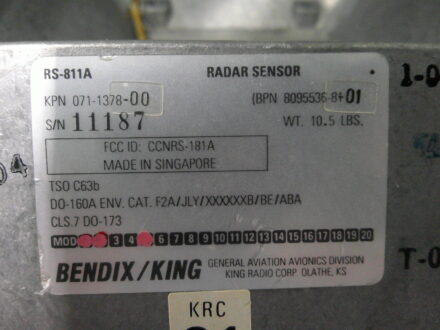 RS-811A RADAR SENSOR
KPN 071-1378-00 (BPN 8095536-8+01
S/N 11187 WT. 10.5 LBS.
FCC ID: CCNRS-181A
MADE IN SINGAPORE
TSO C63b
DO-160A ENV. CAT. F2A/JLY/XXXXXXB/BE/ABA
CLS.7 DO-173
MOD 3 4 6 7 8 9 10 11 12 13 14 15 16 17 18 19 20
BENDIX/KING GENERAL AVIATION AVIONICS DIVISION
KING RADIO CORP. OLATHE, KS
KRC